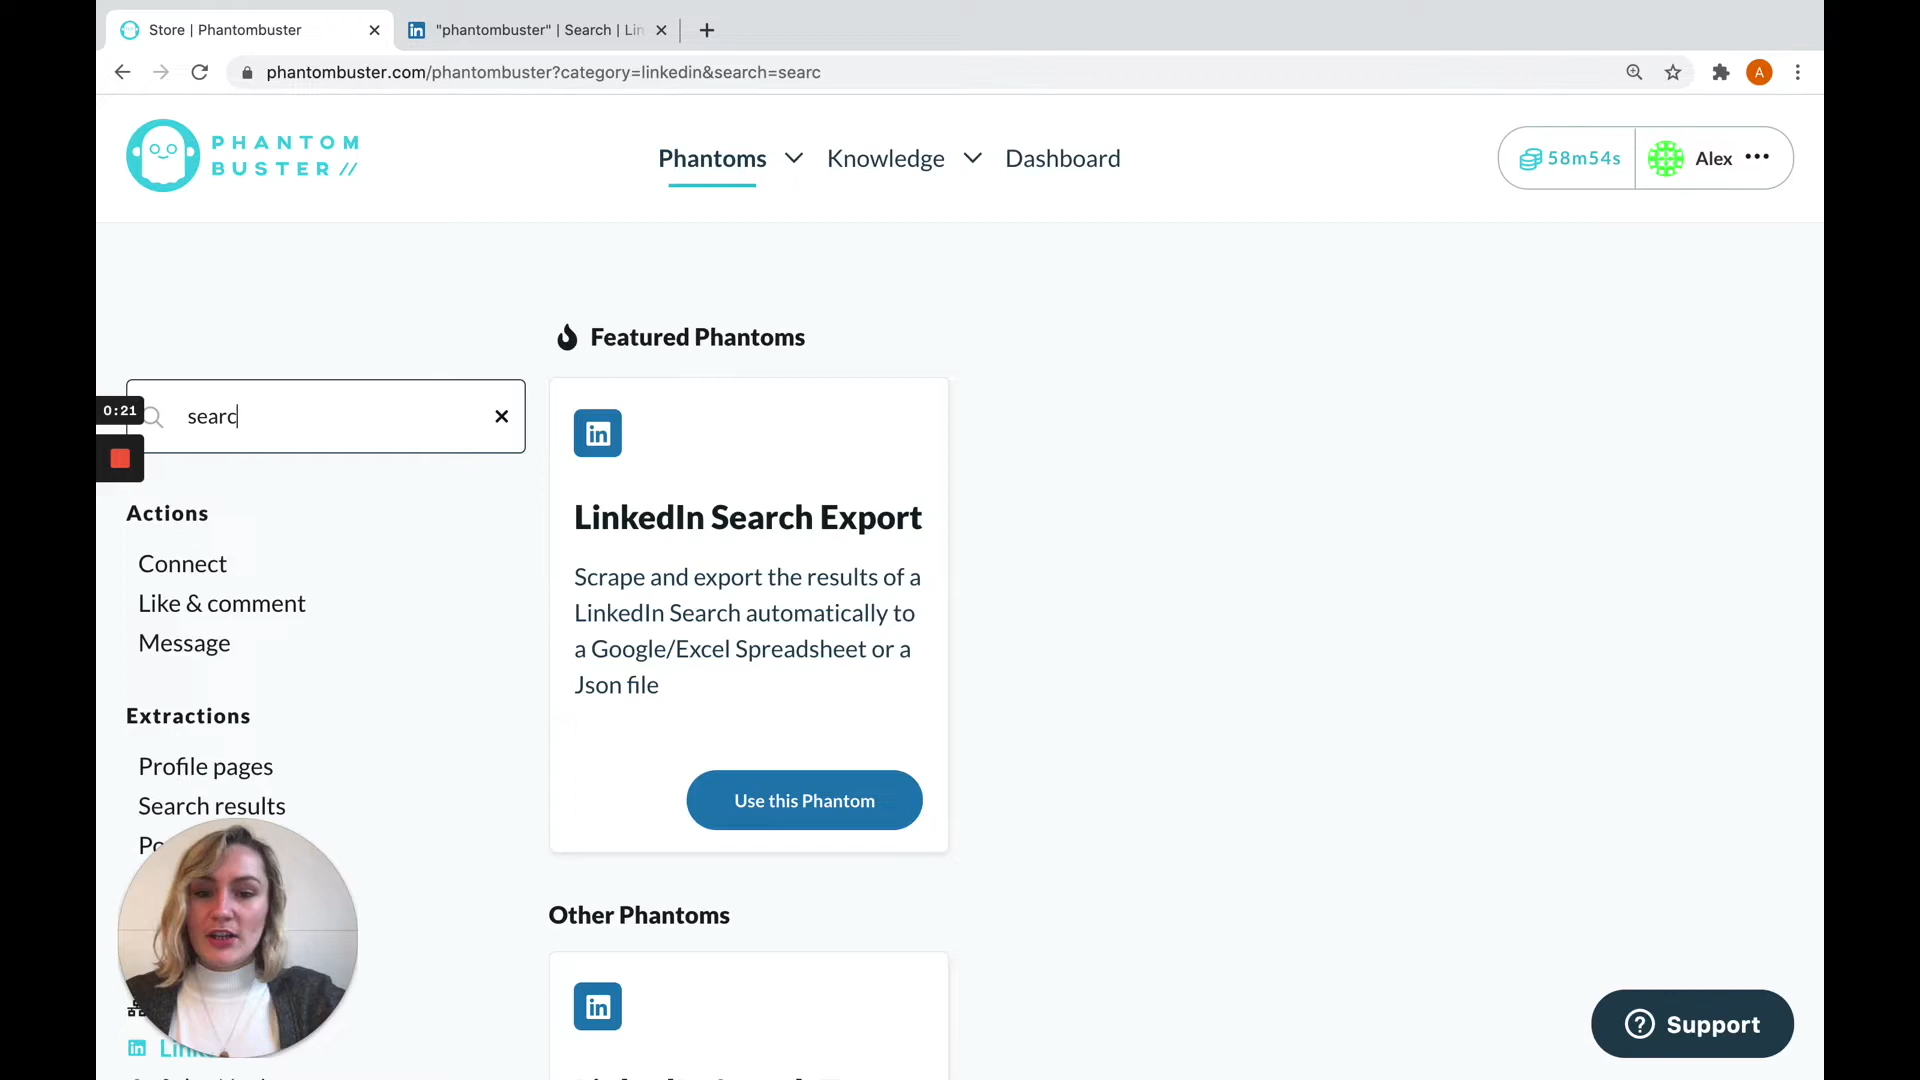 Store | Phantombuster
"phantombuster" | Search | Lin
phantombuster.com/phantombuster?category=linkedin&search=searc
A
PHANTOM
BUSTER //
Phantoms
Knowledge
Dashboard
58m54s
Alex
Featured Phantoms
0:21
searc
in
LinkedIn Search Export
Scrape and export the results of a
LinkedIn Search automatically to
a Google/Excel Spreadsheet or a
Json file
Use this Phantom
Actions
Connect
Like & comment
Message
Extractions
Profile pages
Search results
Other Phantoms
in
Support